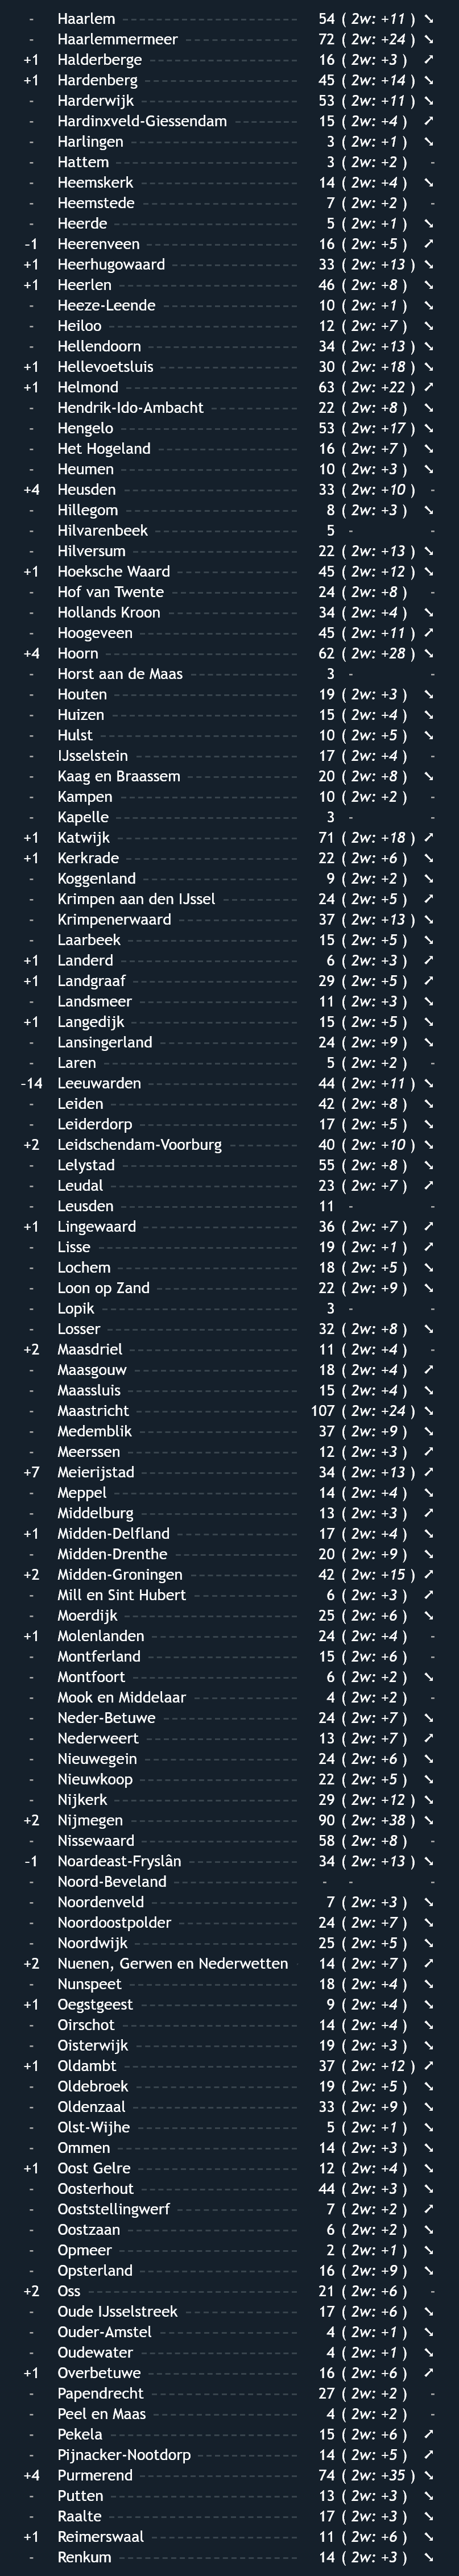 - Haarlem 54 ( 2w: +11 ) ↘
- Haarlemmermeer 72 ( 2w: +24 ) ↘
+1 Halderberge 16 ( 2w: +3 ) ↗
+1 Hardenberg 45 ( 2w: +14 ) ↘
- Harderwijk 53 ( 2w: +11 ) ↘
- Hardinxveld-Giessendam 15 ( 2w: +4 ) ↗
- Harlingen 3 ( 2w: +1 ) ↘
- Hattem 3 ( 2w: +2 ) -
- Heemskerk 14 ( 2w: +4 ) ↘
- Heemstede 7 ( 2w: +2 ) -
- Heerde 5 ( 2w: +1 ) ↘
-1 Heerenveen 16 ( 2w: +5 ) ↗
+1 Heerhugowaard 33 ( 2w: +13 ) ↘
+1 Heerlen 46 ( 2w: +8 ) ↘
- Heeze-Leende 10 ( 2w: +1 ) ↘
- Heiloo 12 ( 2w: +7 ) ↘
- Hellendoorn 34 ( 2w: +13 ) ↘
+1 Hellevoetsluis 30 ( 2w: +18 ) ↘
+1 Helmond 63 ( 2w: +22 ) ↗
- Hendrik-Ido-Ambacht 22 ( 2w: +8 ) ↘
- Hengelo 53 ( 2w: +17 ) ↘
- Het Hogeland 16 ( 2w: +7 ) ↘
- Heumen 10 ( 2w: +3 ) ↘
+4 Heusden 33 ( 2w: +10 ) -
- Hillegom 8 ( 2w: +3 ) ↘
- Hilvarenbeek 5 - -
- Hilversum 22 ( 2w: +13 ) ↘
+1 Hoeksche Waard 45 ( 2w: +12 ) ↘
- Hof van Twente 24 ( 2w: +8 ) -
- Hollands Kroon 34 ( 2w: +4 ) ↘
- Hoogeveen 45 ( 2w: +11 ) ↗
+4 Hoorn 62 ( 2w: +28 ) ↘
- Horst aan de Maas 3 - -
- Houten 19 ( 2w: +3 ) ↘
- Huizen 15 ( 2w: +4 ) ↘
- Hulst 10 ( 2w: +5 ) ↘
- IJsselstein 17 ( 2w: +4 ) -
- Kaag en Braassem 20 ( 2w: +8 ) ↘
- Kampen 10 ( 2w: +2 ) -
- Kapelle 3 - -
+1 Katwijk 71 ( 2w: +18 ) ↗
+1 Kerkrade 22 ( 2w: +6 ) ↘
- Koggenland 9 ( 2w: +2 ) ↘
- Krimpen aan den IJssel 24 ( 2w: +5 ) ↗
- Krimpenerwaard 37 ( 2w: +13 ) ↘
- Laarbeek 15 ( 2w: +5 ) ↘
+1 Landerd 6 ( 2w: +3 ) ↗
+1 Landgraaf 29 ( 2w: +5 ) ↗
- Landsmeer 11 ( 2w: +3 ) ↘
+1 Langedijk 15 ( 2w: +5 ) ↘
- Lansingerland 24 ( 2w: +9 ) ↘
- Laren 5 ( 2w: +2 ) -
-14 Leeuwarden 44 ( 2w: +11 ) ↘
- Leiden 42 ( 2w: +8 ) ↘
- Leiderdorp 17 ( 2w: +5 ) ↘
+2 Leidschendam-Voorburg 40 ( 2w: +10 ) ↘
- Lelystad 55 ( 2w: +8 ) ↘
- Leudal 23 ( 2w: +7 ) ↗
- Leusden 11 - -
+1 Lingewaard 36 ( 2w: +7 ) ↗
- Lisse 19 ( 2w: +1 ) ↗
- Lochem 18 ( 2w: +5 ) ↘
- Loon op Zand 22 ( 2w: +9 ) ↘
- Lopik 3 - -
- Losser 32 ( 2w: +8 ) ↘
+2 Maasdriel 11 ( 2w: +4 ) -
- Maasgouw 18 ( 2w: +4 ) ↗
- Maassluis 15 ( 2w: +4 ) ↘
- Maastricht 107 ( 2w: +24 ) ↘
- Medemblik 37 ( 2w: +9 ) ↘
- Meerssen 12 ( 2w: +3 ) ↗
+7 Meierijstad 34 ( 2w: +13 ) ↗
- Meppel 14 ( 2w: +4 ) ↘
- Middelburg 13 ( 2w: +3 ) ↗
+1 Midden-Delfland 17 ( 2w: +4 ) ↘
- Midden-Drenthe 20 ( 2w: +9 ) ↘
+2 Midden-Groningen 42 ( 2w: +15 ) ↗
- Mill en Sint Hubert 6 ( 2w: +3 ) ↗
- Moerdijk 25 ( 2w: +6 ) ↘
+1 Molenlanden 24 ( 2w: +4 ) -
- Montferland 15 ( 2w: +6 ) -
- Montfoort 6 ( 2w: +2 ) ↘
- Mook en Middelaar 4 ( 2w: +2 ) -
- Neder-Betuwe 24 ( 2w: +7 ) ↘
- Nederweert 13 ( 2w: +7 ) ↗
- Nieuwegein 24 ( 2w: +6 ) ↘
- Nieuwkoop 22 ( 2w: +5 ) ↘
- Nijkerk 29 ( 2w: +12 ) ↘
+2 Nijmegen 90 ( 2w: +38 ) ↘
- Nissewaard 58 ( 2w: +8 ) -
-1 Noardeast-Fryslân 34 ( 2w: +13 ) ↘
- Noord-Beveland - - -
- Noordenveld 7 ( 2w: +3 ) ↘
- Noordoostpolder 24 ( 2w: +7 ) ↘
- Noordwijk 25 ( 2w: +5 ) ↘
+2 Nuenen, Gerwen en Nederwetten 14 ( 2w: +7 ) ↗
- Nunspeet 18 ( 2w: +4 ) ↘
+1 Oegstgeest 9 ( 2w: +4 ) ↘
- Oirschot 14 ( 2w: +4 ) ↘
- Oisterwijk 19 ( 2w: +3 ) ↘
+1 Oldambt 37 ( 2w: +12 ) ↗
- Oldebroek 19 ( 2w: +5 ) ↘
- Oldenzaal 33 ( 2w: +9 ) ↘
- Olst-Wijhe 5 ( 2w: +1 ) ↘
- Ommen 14 ( 2w: +3 ) ↘
+1 Oost Gelre 12 ( 2w: +4 ) ↘
- Oosterhout 44 ( 2w: +3 ) ↘
- Ooststellingwerf 7 ( 2w: +2 ) ↗
- Oostzaan 6 ( 2w: +2 ) ↘
- Opmeer 2 ( 2w: +1 ) ↘
- Opsterland 16 ( 2w: +9 ) ↘
+2 Oss 21 ( 2w: +6 ) -
- Oude IJsselstreek 17 ( 2w: +6 ) ↘
- Ouder-Amstel 4 ( 2w: +1 ) ↘
- Oudewater 4 ( 2w: +1 ) ↘
+1 Overbetuwe 16 ( 2w: +6 ) ↗
- Papendrecht 27 ( 2w: +2 ) -
- Peel en Maas 4 ( 2w: +2 ) -
- Pekela 15 ( 2w: +6 ) ↗
- Pijnacker-Nootdorp 14 ( 2w: +5 ) ↗
+4 Purmerend 74 ( 2w: +35 ) ↘
- Putten 13 ( 2w: +3 ) ↘
- Raalte 17 ( 2w: +3 ) ↘
+1 Reimerswaal 11 ( 2w: +6 ) ↘
- Renkum 14 ( 2w: +3 ) ↘